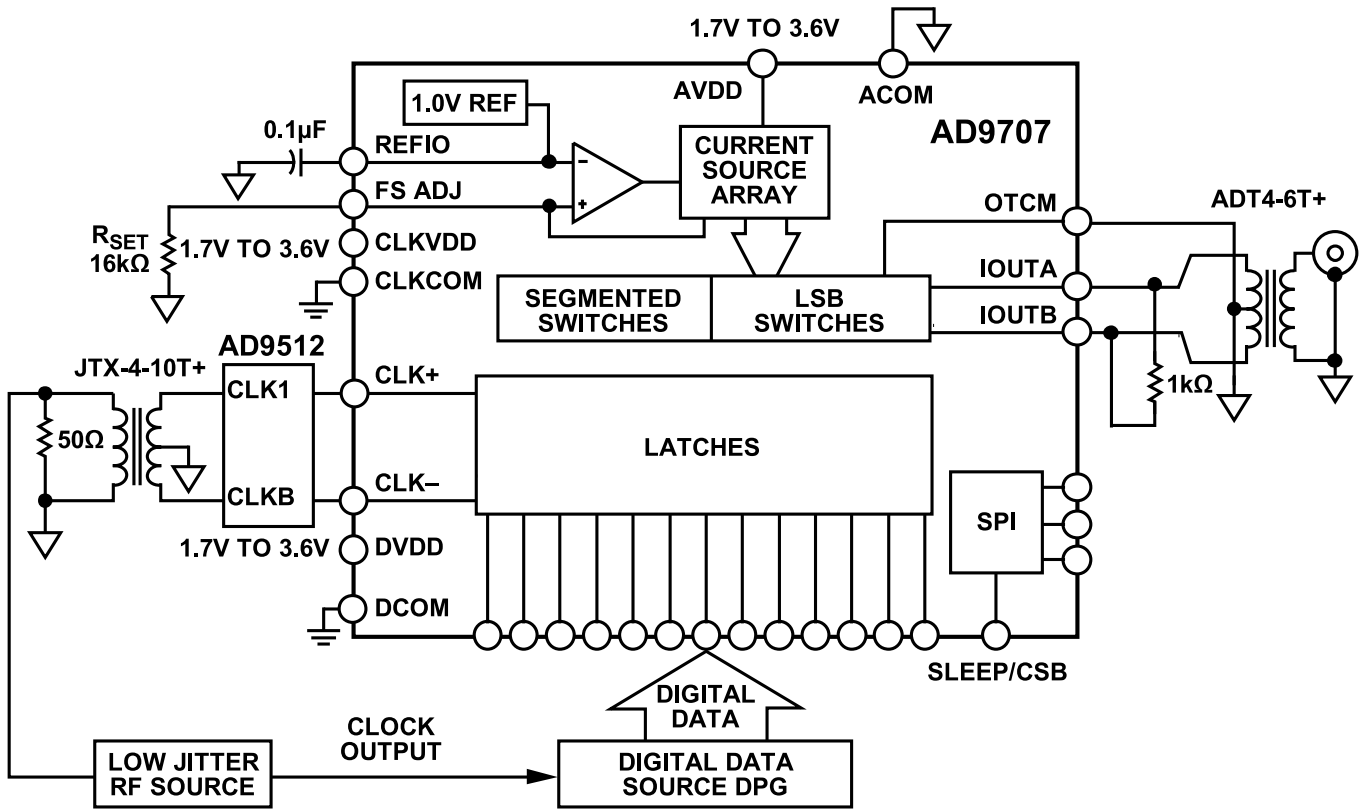 1.7V TO 3.6V
AVDD
ACOM
AD9707
1.0V REF
0.1µF
REFIO
FS ADJ
CURRENT
SOURCE
ARRAY
RSET
16kΩ
1.7V TO 3.6V
CLKVDD
CLKCOM
OTCM
IOUTA
IOUTB
ADT4-6T+
SEGMENTED
SWITCHES
LSB
SWITCHES
1kΩ
AD9512
JTX-4-10T+
CLK1
CLKB
50Ω
CLK+
CLK–
LATCHES
SPI
1.7V TO 3.6V
DVDD
DCOM
SLEEP/CSB
DIGITAL
DATA
CLOCK
OUTPUT
LOW JITTER
RF SOURCE
DIGITAL DATA
SOURCE DPG